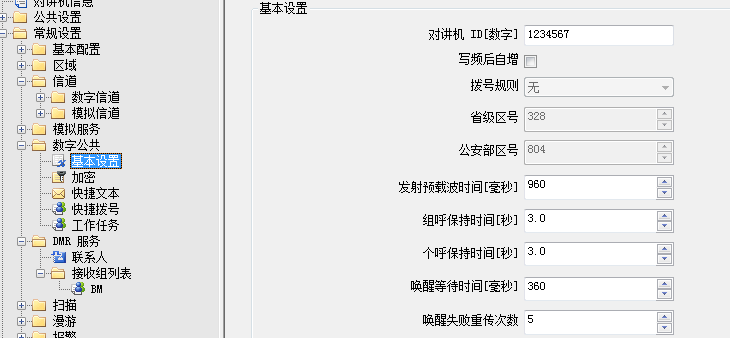 对讲机信息
公共设置
常规设置
基本配置
区域
信道
数字信道
模拟信道
模拟服务
数字公共
基本设置
加密
快捷文本
快捷拨号
工作任务
DMR 服务
联系人
接收组列表
BM
扫描
漫游
报警
基本设置
对讲机 ID[数字] 1234567
写频后自增
拨号规则 无
省级区号 328
公安部区号 804
发射预载波时间[毫秒] 960
组呼保持时间[秒] 3.0
个呼保持时间[秒] 3.0
唤醒等待时间[毫秒] 360
唤醒失败重传次数 5